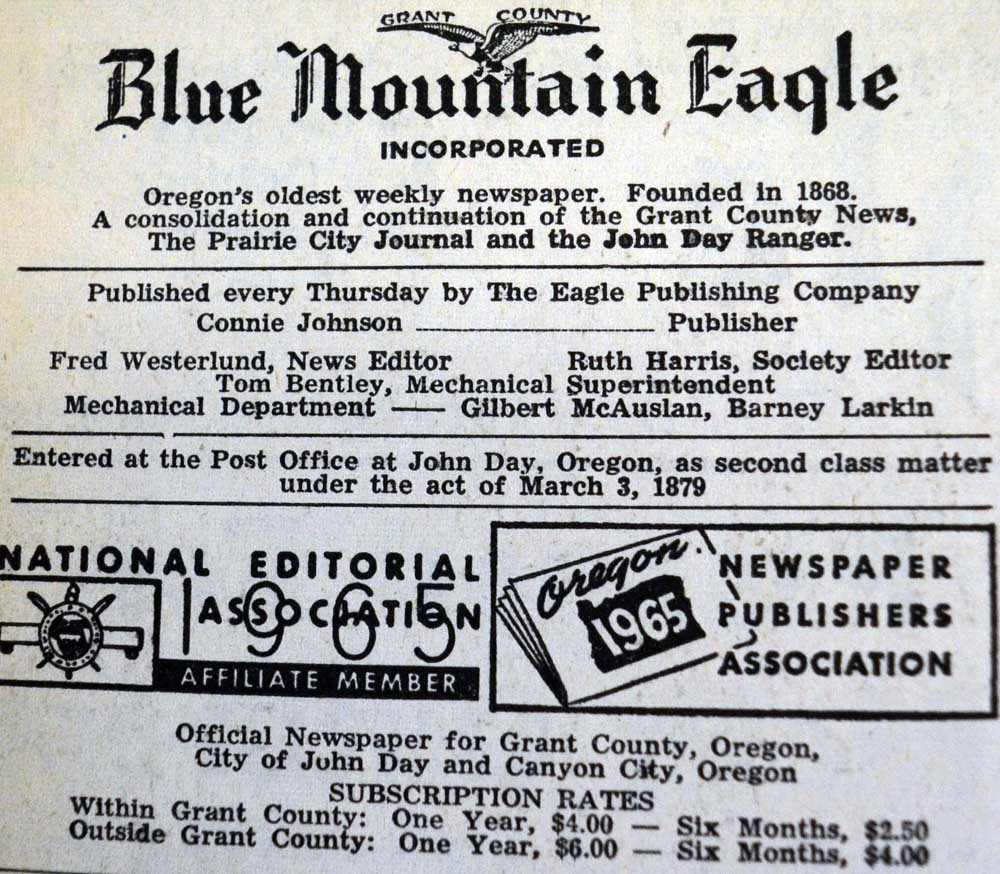 GRANT COUNTY
Blue Mountain Eagle
INCORPORATED
Oregon's oldest weekly newspaper. Founded in 1868.
A consolidation and continuation of the Grant County News,
The Prairie City Journal and the John Day Ranger.
Published every Thursday by The Eagle Publishing Company
Connie Johnson ........................ Publisher
Fred Westerlund, News Editor Ruth Harris, Society Editor
Tom Bentley, Mechanical Superintendent
Mechanical Department —— Gilbert McAuslan, Barney Larkin
Entered at the Post Office at John Day, Oregon, as second class matter
under the act of March 3, 1879
NATIONAL EDITORIAL
ASSOCIATION
1965
AFFILIATE MEMBER
Oregon
1965
NEWSPAPER
PUBLISHERS
ASSOCIATION
Official Newspaper for Grant County, Oregon,
City of John Day and Canyon City, Oregon
SUBSCRIPTION RATES
Within Grant County: One Year, $4.00 — Six Months, $2.50
Outside Grant County: One Year, $6.00 — Six Months, $4.00